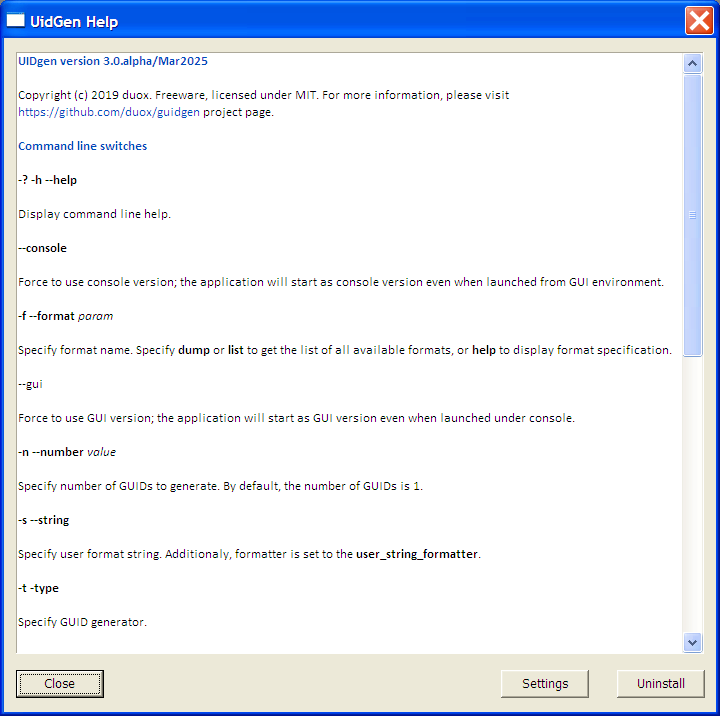 UidGen Help
UIDgen version 3.0.alpha/Mar2025
Copyright (c) 2019 duox. Freeware, licensed under MIT. For more information, please visit
https://github.com/duox/guidgen project page.
Command line switches
-? -h --help
Display command line help.
--console
Force to use console version; the application will start as console version even when launched from GUI environment.
-f --format param
Specify format name. Specify dump or list to get the list of all available formats, or help to display format specification.
--gui
Force to use GUI version; the application will start as GUI version even when launched under console.
-n --number value
Specify number of GUIDs to generate. By default, the number of GUIDs is 1.
-s --string
Specify user format string. Additionaly, formatter is set to the user_string_formatter.
-t -type
Specify GUID generator.
Close
Settings
Uninstall